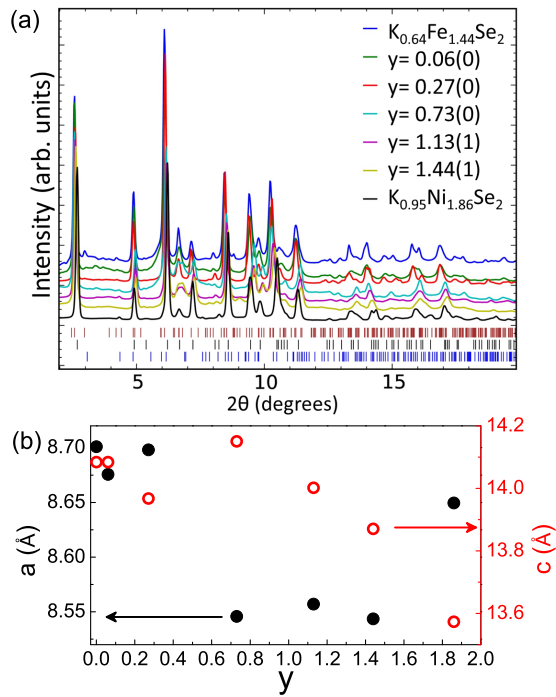 (a)
K0.64Fe1.44Se2
y= 0.06(0)
y= 0.27(0)
y= 0.73(0)
y= 1.13(1)
y= 1.44(1)
K0.95Ni1.86Se2
Intensity (arb. units)
5 10 15
2θ (degrees)
(b)
8.70
8.65
8.60
8.55
a (Å)
14.2
14.0
13.8
13.6
c (Å)
0.0 0.2 0.4 0.6 0.8 1.0 1.2 1.4 1.6 1.8 2.0
y